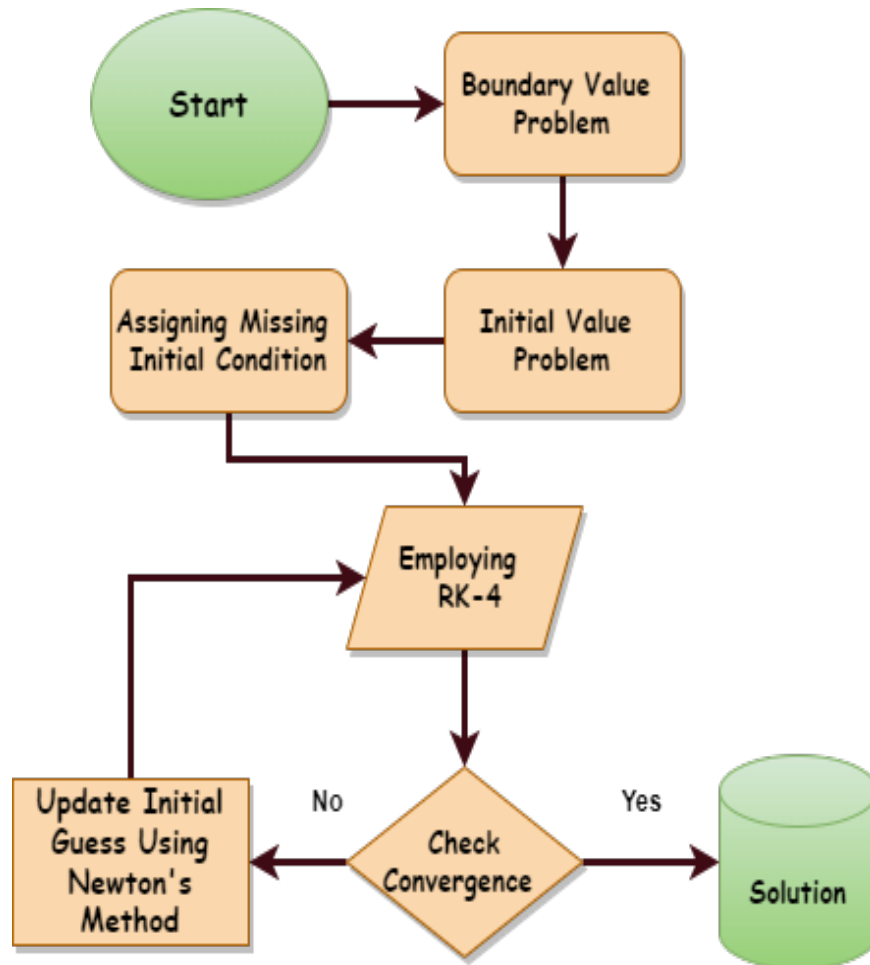 Start
Boundary Value
Problem
Initial Value
Problem
Assigning Missing
Initial Condition
Employing
RK-4
Check
Convergence
No
Yes
Update Initial
Guess Using
Newton's
Method
Solution